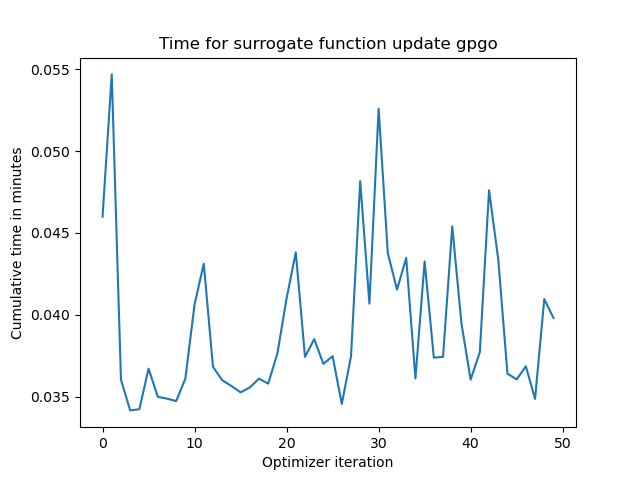 Time for surrogate function update gpgo
Cumulative time in minutes
0.055
0.050
0.045
0.040
0.035
0 10 20 30 40 50
Optimizer iteration